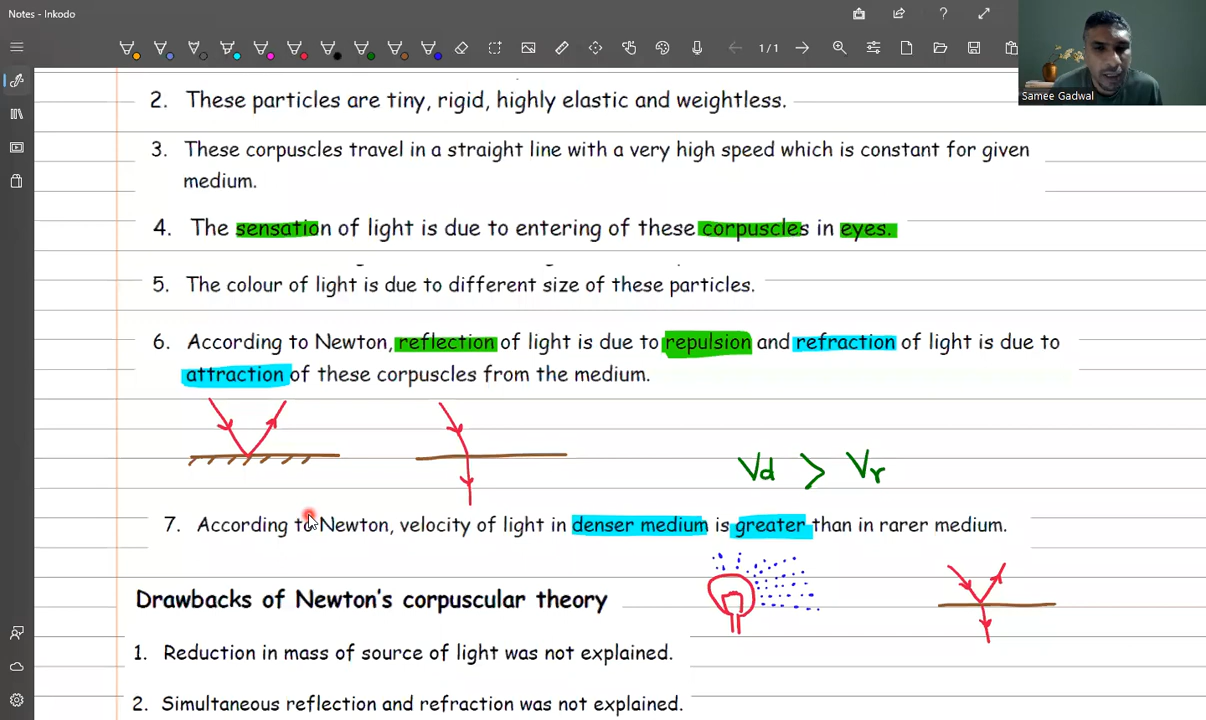 Notes - Inkodo
1/1
Samee Gadwal
2. These particles are tiny, rigid, highly elastic and weightless.
3. These corpuscles travel in a straight line with a very high speed which is constant for given
medium.
4. The sensation of light is due to entering of these corpuscles in eyes.
5. The colour of light is due to different size of these particles.
6. According to Newton, reflection of light is due to repulsion and refraction of light is due to
attraction of these corpuscles from the medium.
Vd > Vr
7. According to Newton, velocity of light in denser medium is greater than in rarer medium.
Drawbacks of Newton's corpuscular theory
1. Reduction in mass of source of light was not explained.
2. Simultaneous reflection and refraction was not explained.